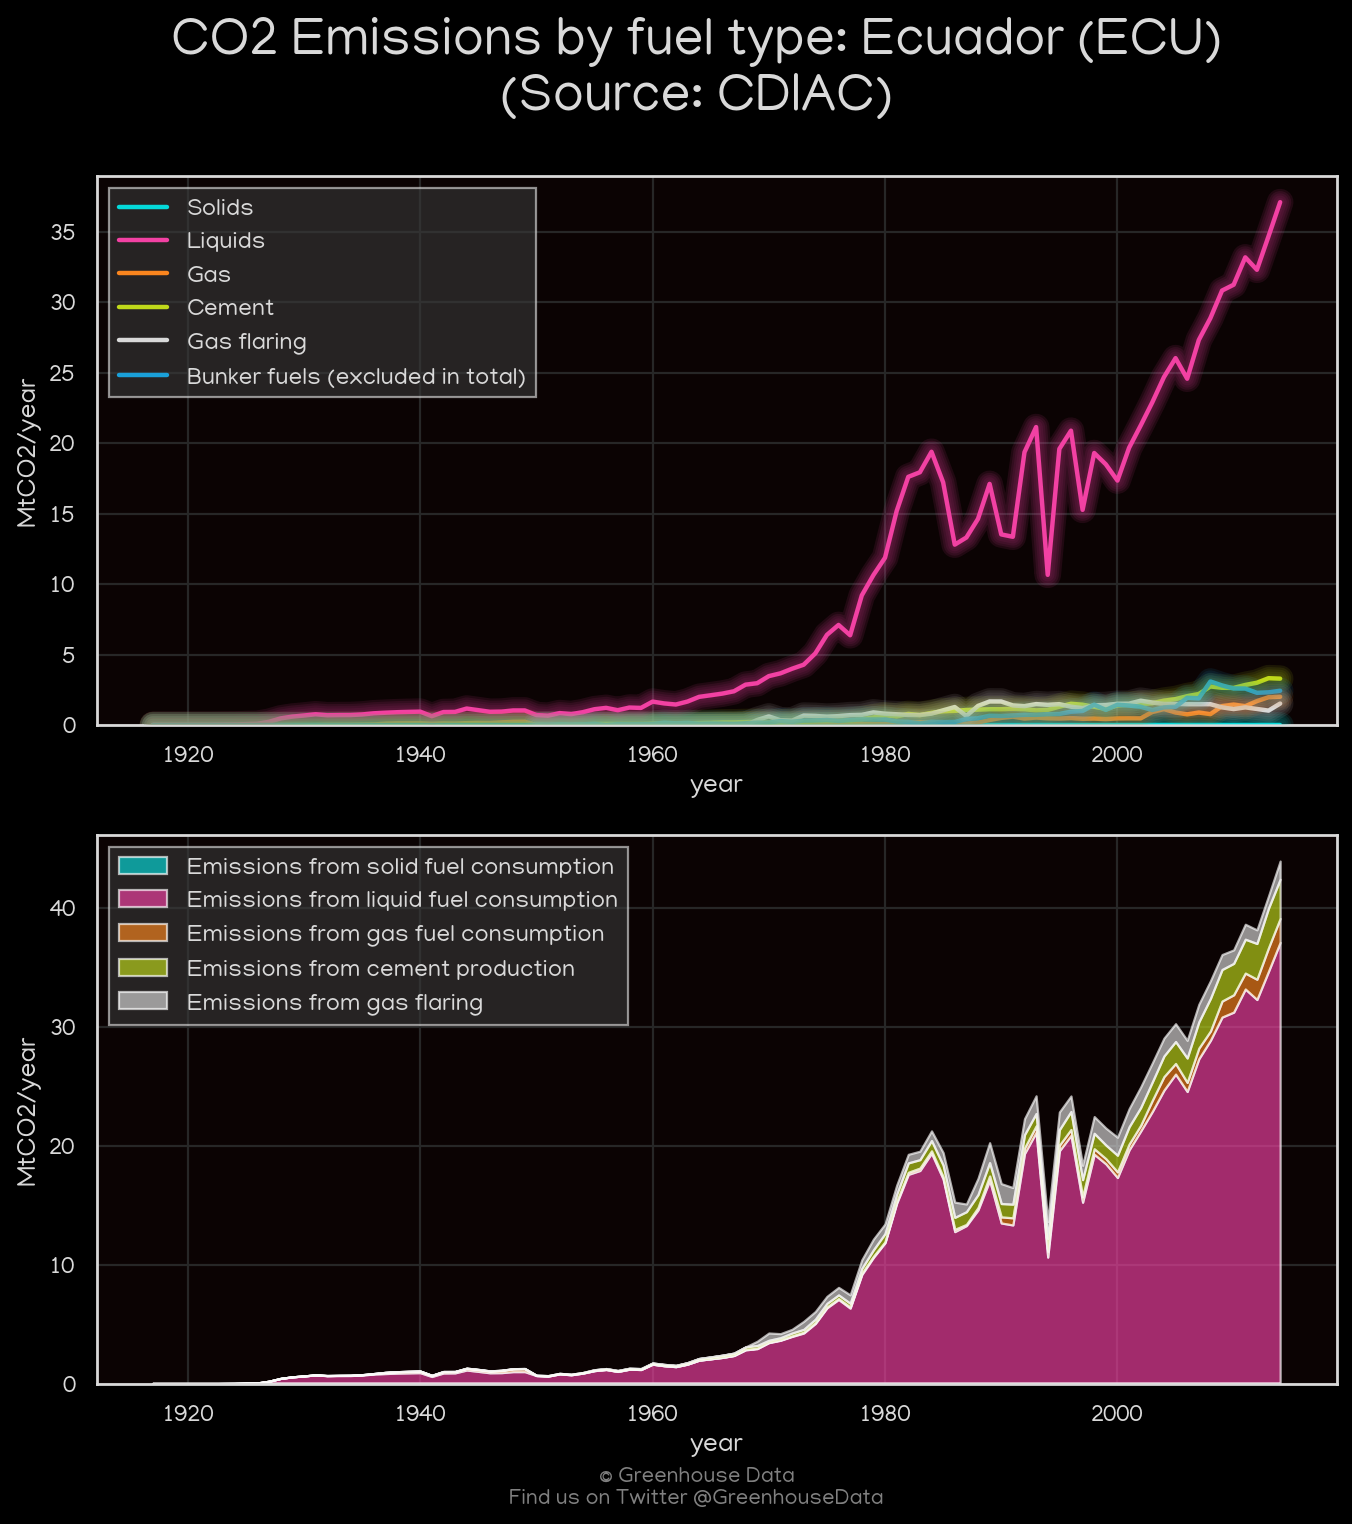 CO2 Emissions by fuel type: Ecuador (ECU)
(Source: CDIAC)
Solids
Liquids
Gas
Cement
Gas flaring
Bunker fuels (excluded in total)
35
30
25
20
15
10
5
0
MtCO2/year
1920 1940 1960 1980 2000
year
Emissions from solid fuel consumption
Emissions from liquid fuel consumption
Emissions from gas fuel consumption
Emissions from cement production
Emissions from gas flaring
40
30
20
10
0
MtCO2/year
1920 1940 1960 1980 2000
year
© Greenhouse Data
Find us on Twitter @GreenhouseData